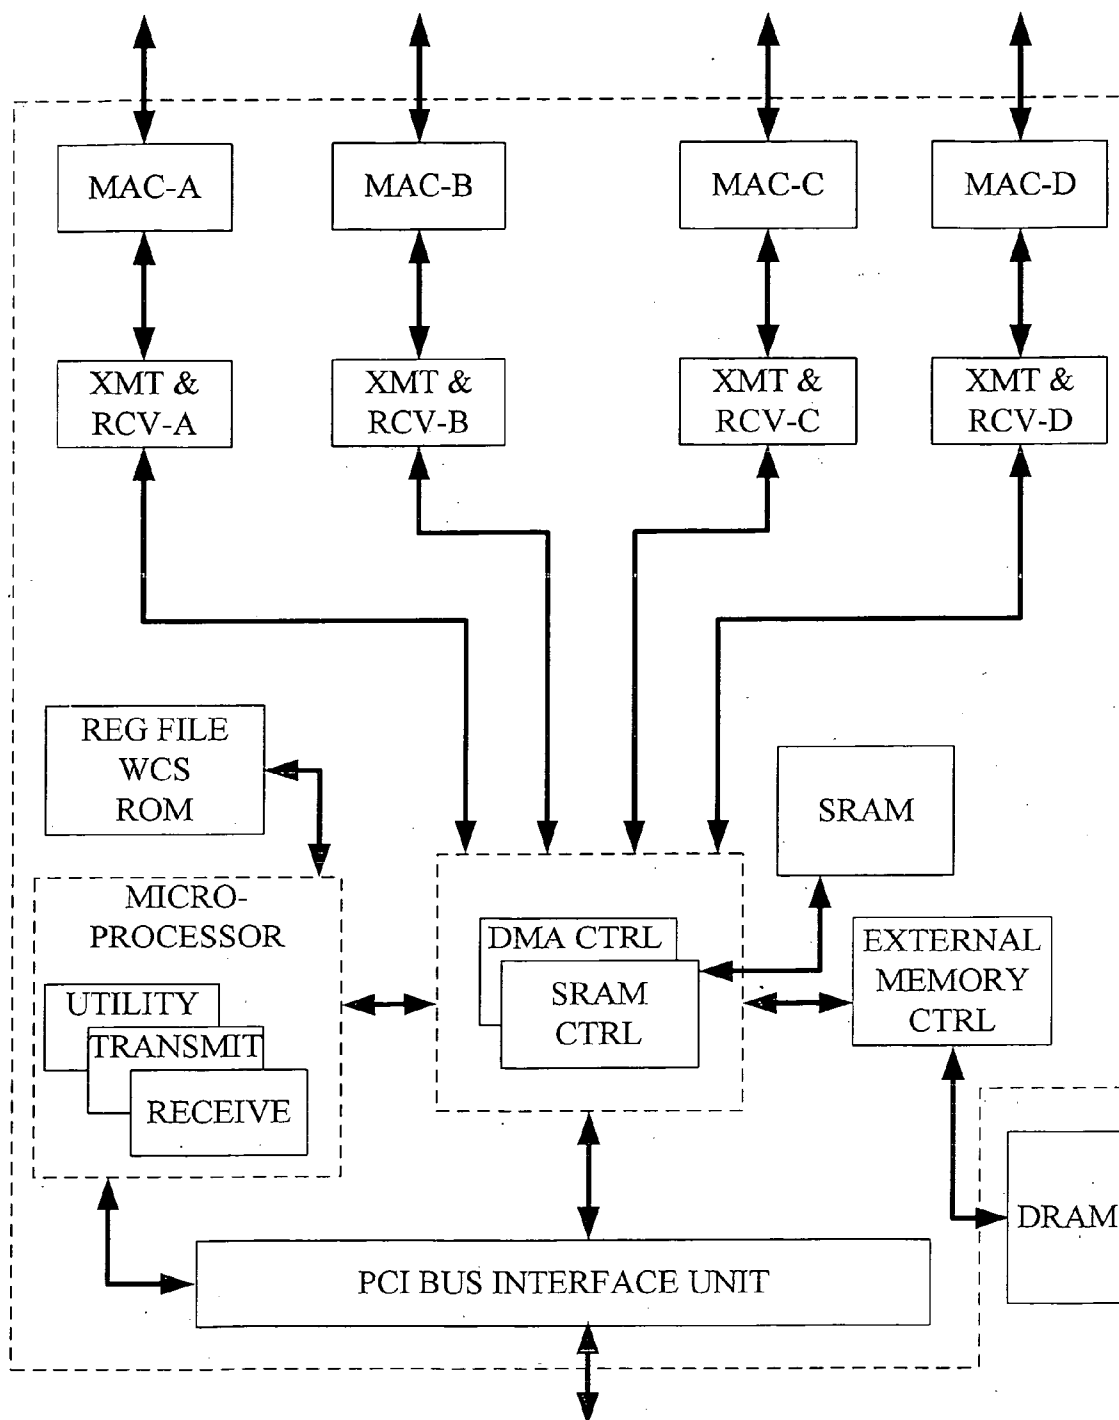 MAC-A
MAC-B
MAC-C
MAC-D
XMT &
RCV-A
XMT &
RCV-B
XMT &
RCV-C
XMT &
RCV-D
REG FILE
WCS
ROM
SRAM
MICRO-
PROCESSOR
UTILITY
TRANSMIT
RECEIVE
DMA CTRL
SRAM
CTRL
EXTERNAL
MEMORY
CTRL
DRAM
PCI BUS INTERFACE UNIT